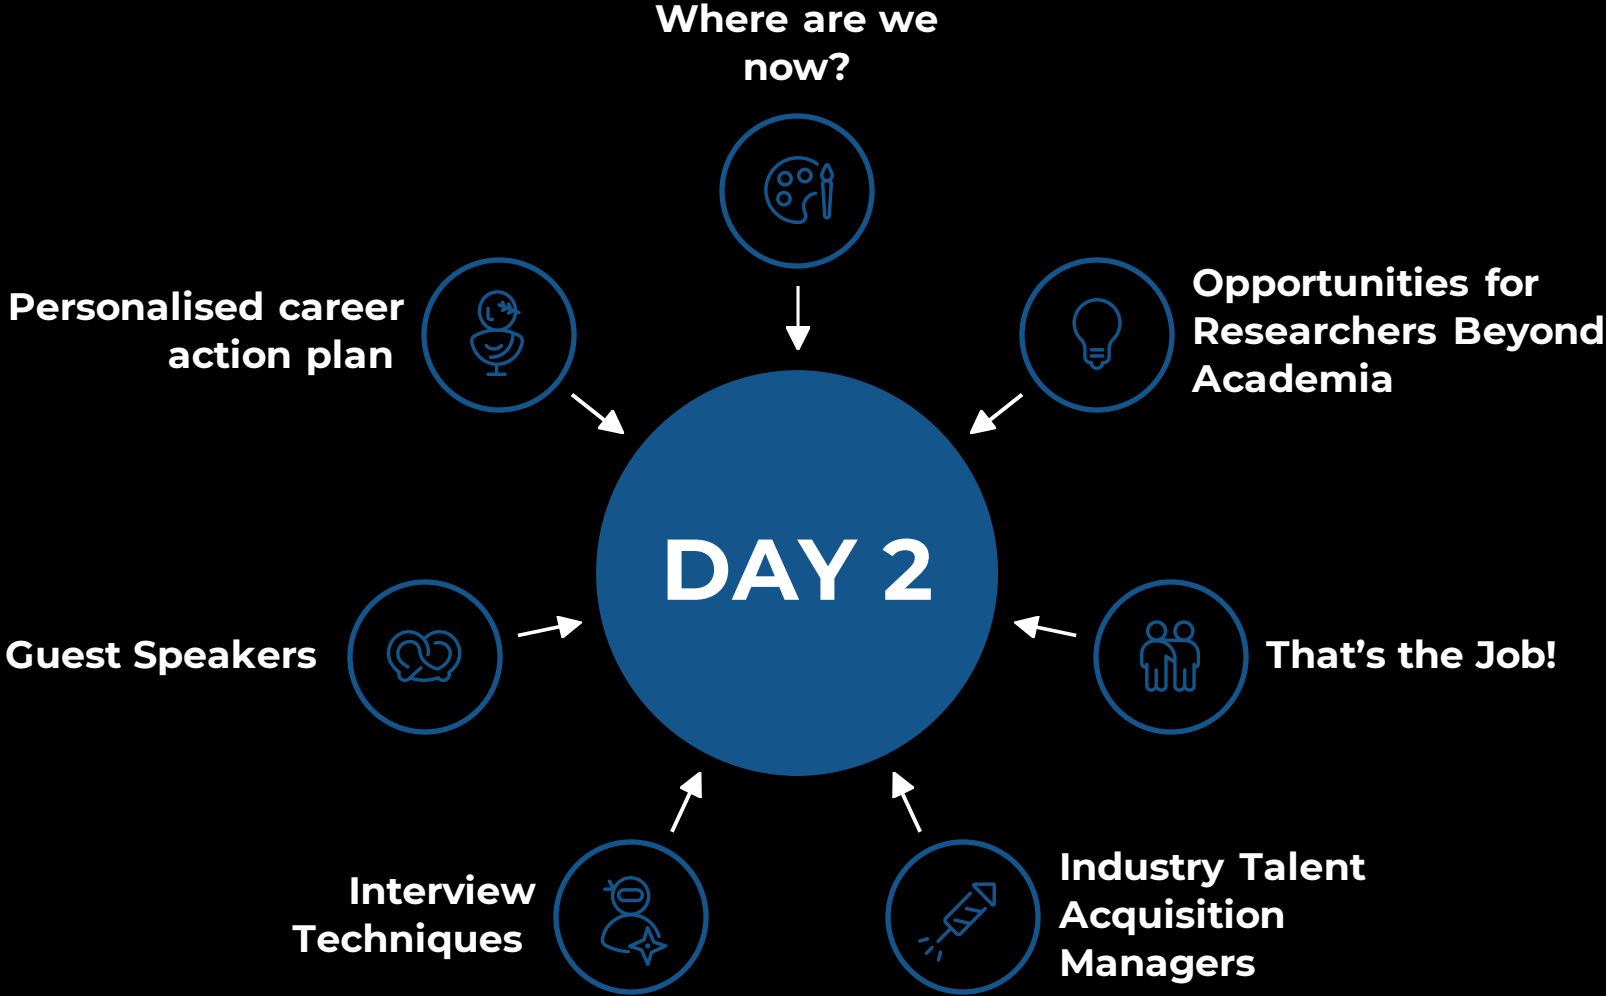 Where are we
now?
Opportunities for
Researchers Beyond
Academia
That's the Job!
Industry Talent
Acquisition
Managers
Interview
Techniques
Guest Speakers
Personalised career
action plan
DAY 2